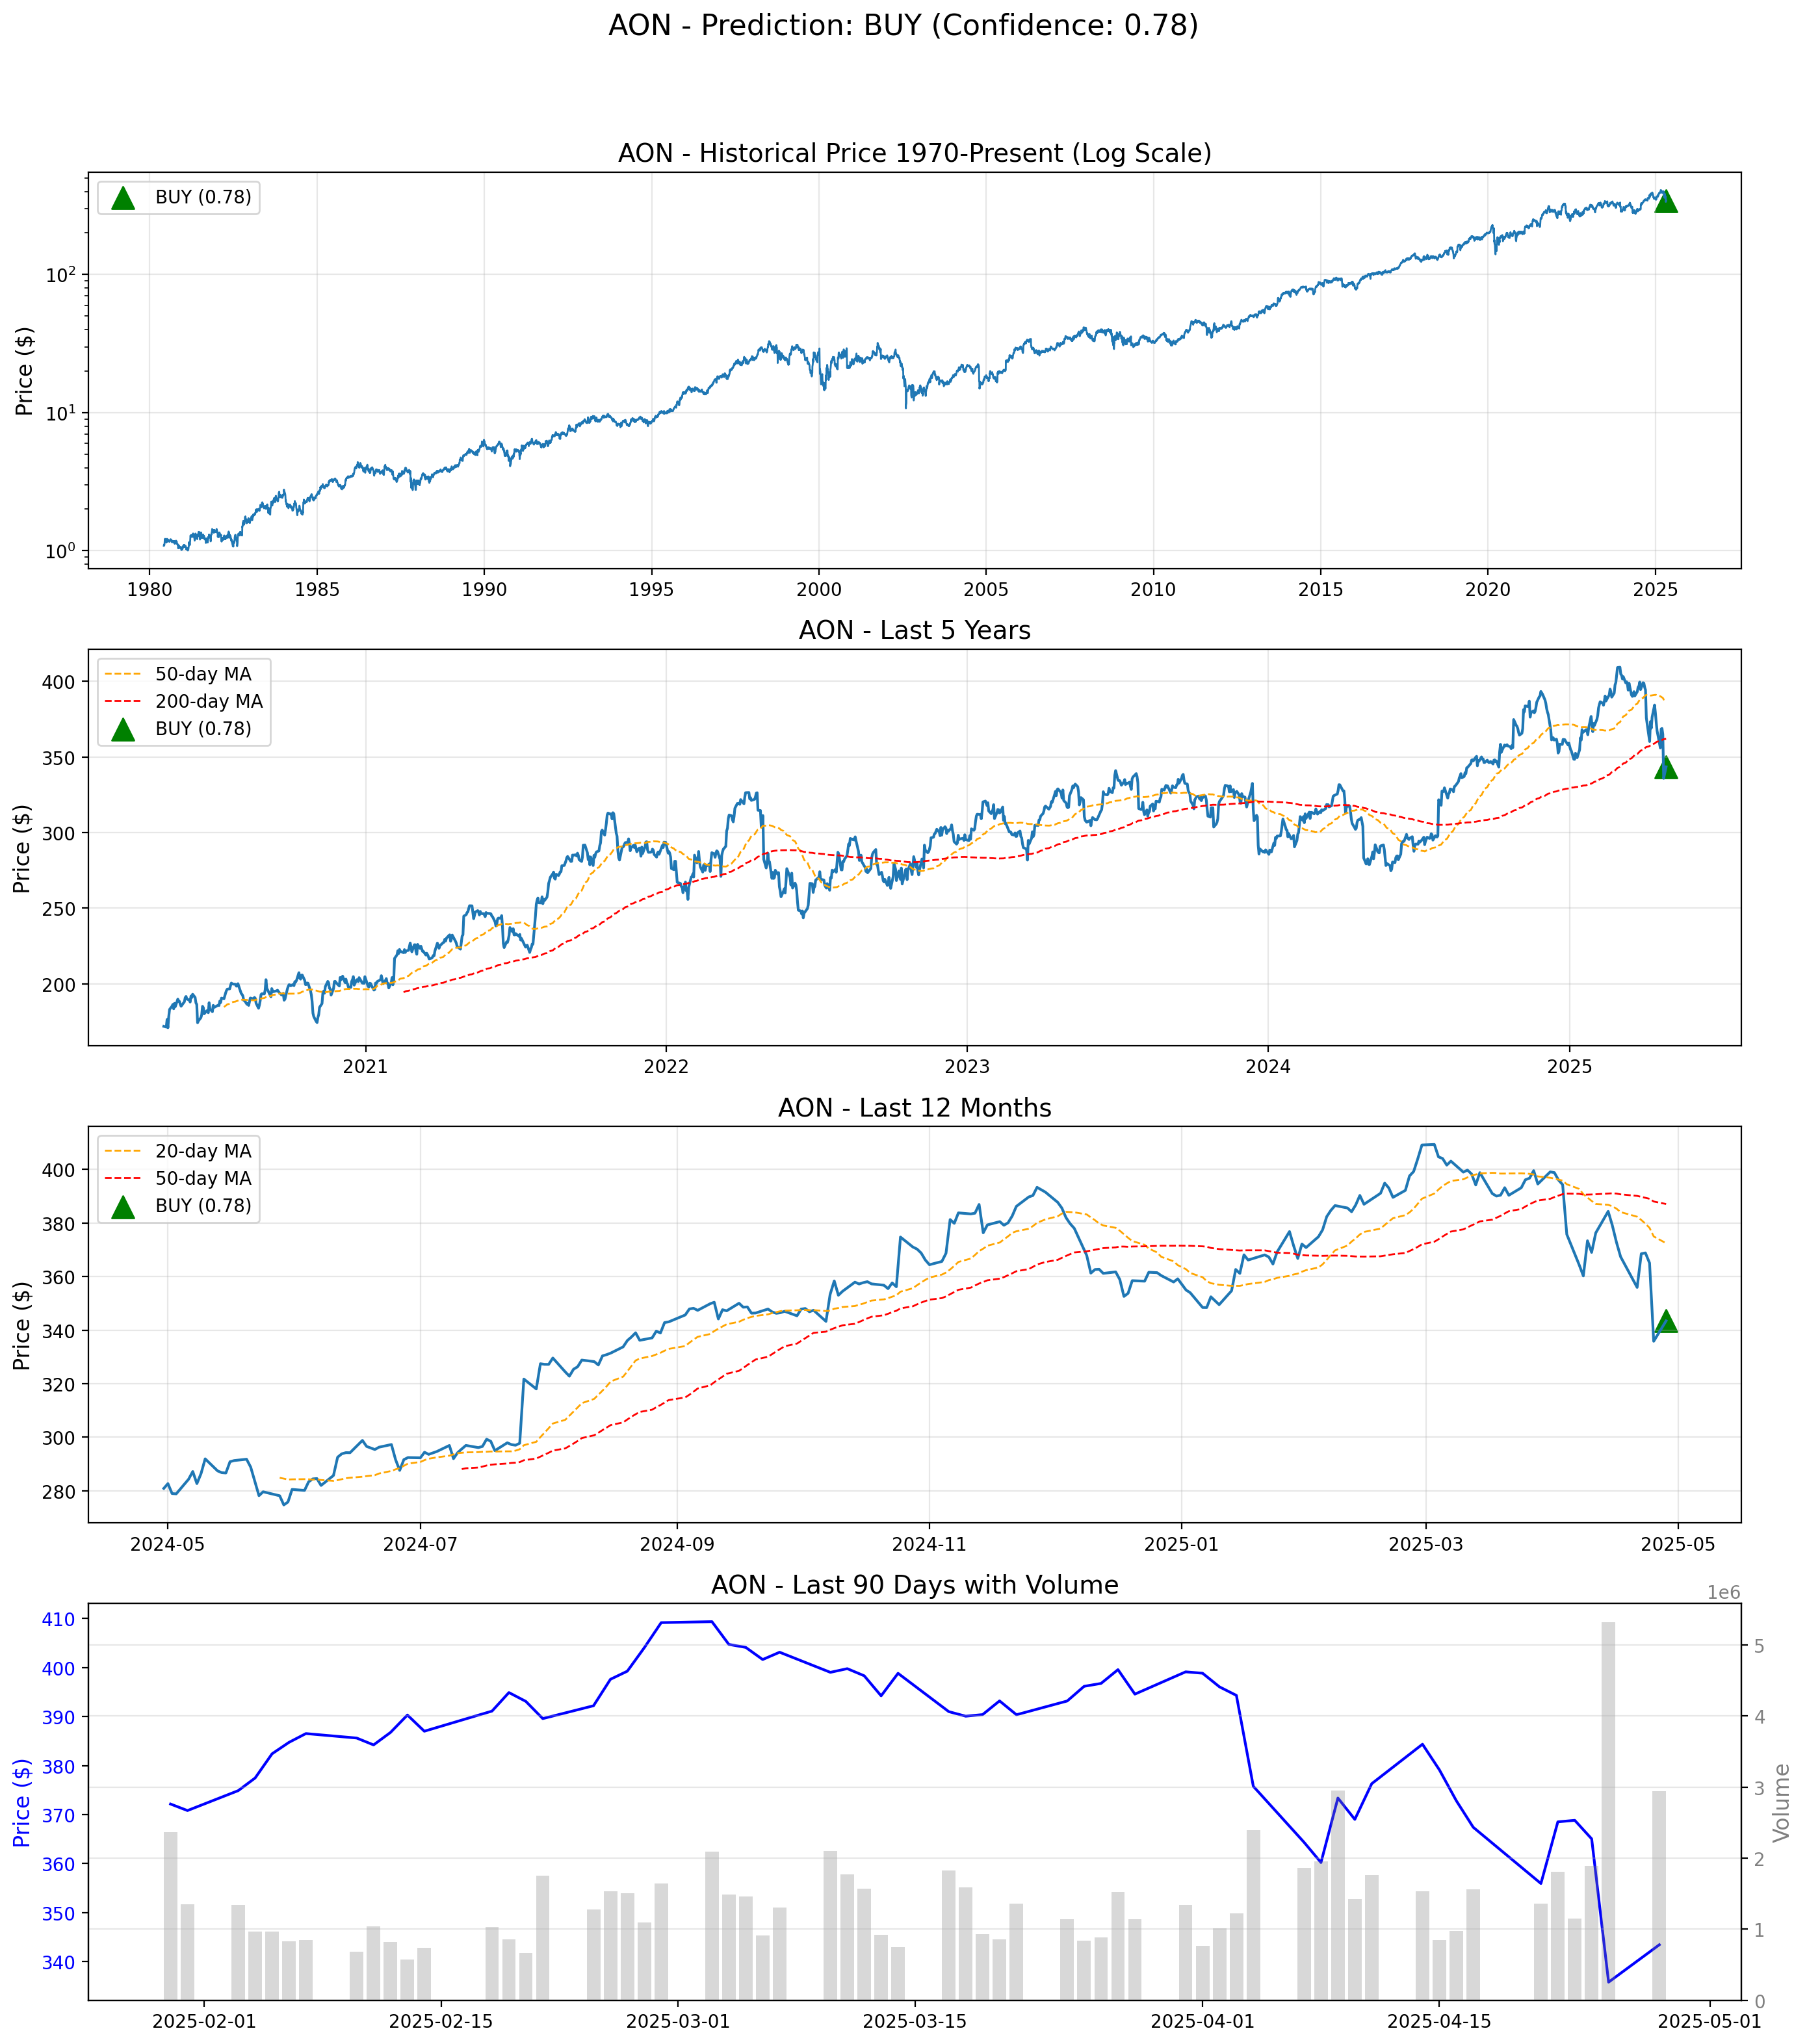 AON - Prediction: BUY (Confidence: 0.78)
AON - Historical Price 1970-Present (Log Scale)
BUY (0.78)
Price ($)
10²
10¹
10⁰
1980 1985 1990 1995 2000 2005 2010 2015 2020 2025
AON - Last 5 Years
50-day MA
200-day MA
BUY (0.78)
Price ($)
400
350
300
250
200
2021 2022 2023 2024 2025
AON - Last 12 Months
20-day MA
50-day MA
BUY (0.78)
Price ($)
400
380
360
340
320
300
280
2024-05 2024-07 2024-09 2024-11 2025-01 2025-03 2025-05
AON - Last 90 Days with Volume
1e6
Price ($)
410
400
390
380
370
360
350
340
5
4
3
2
1
0
Volume
2025-02-01 2025-02-15 2025-03-01 2025-03-15 2025-04-01 2025-04-15 2025-05-01